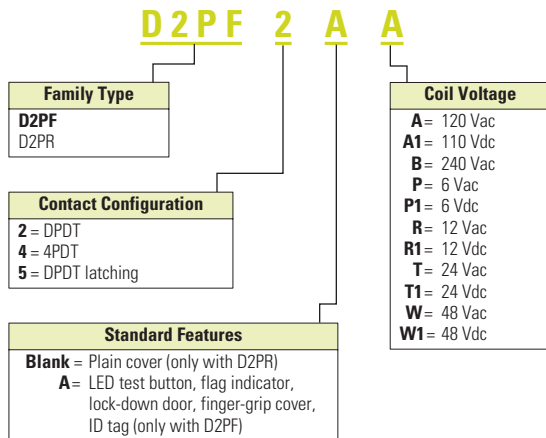 D2PF 2 A A
Family Type
D2PF
D2PR
Contact Configuration
2 = DPDT
4 = 4PDT
5 = DPDT latching
Standard Features
Blank = Plain cover (only with D2PR)
A = LED test button, flag indicator,
lock-down door, finger-grip cover,
ID tag (only with D2PF)
Coil Voltage
A = 120 Vac
A1 = 110 Vdc
B = 240 Vac
P = 6 Vac
P1 = 6 Vdc
R = 12 Vac
R1 = 12 Vdc
T = 24 Vac
T1 = 24 Vdc
W = 48 Vac
W1 = 48 Vdc